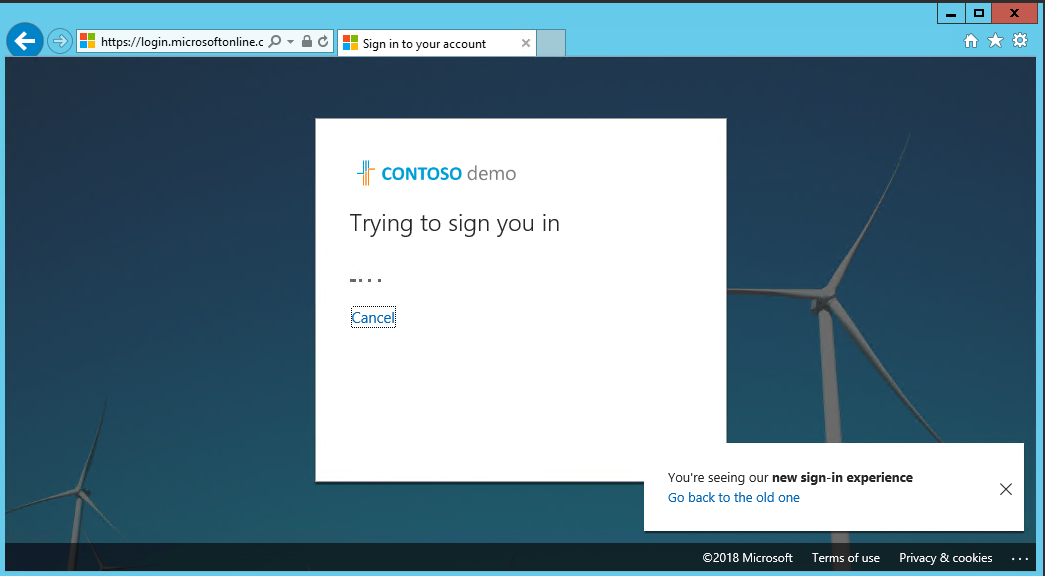 https://login.microsoftonline.c
Sign in to your account
CONTOSO demo
Trying to sign you in
Cancel
You're seeing our new sign-in experience
Go back to the old one
©2018 Microsoft
Terms of use
Privacy & cookies